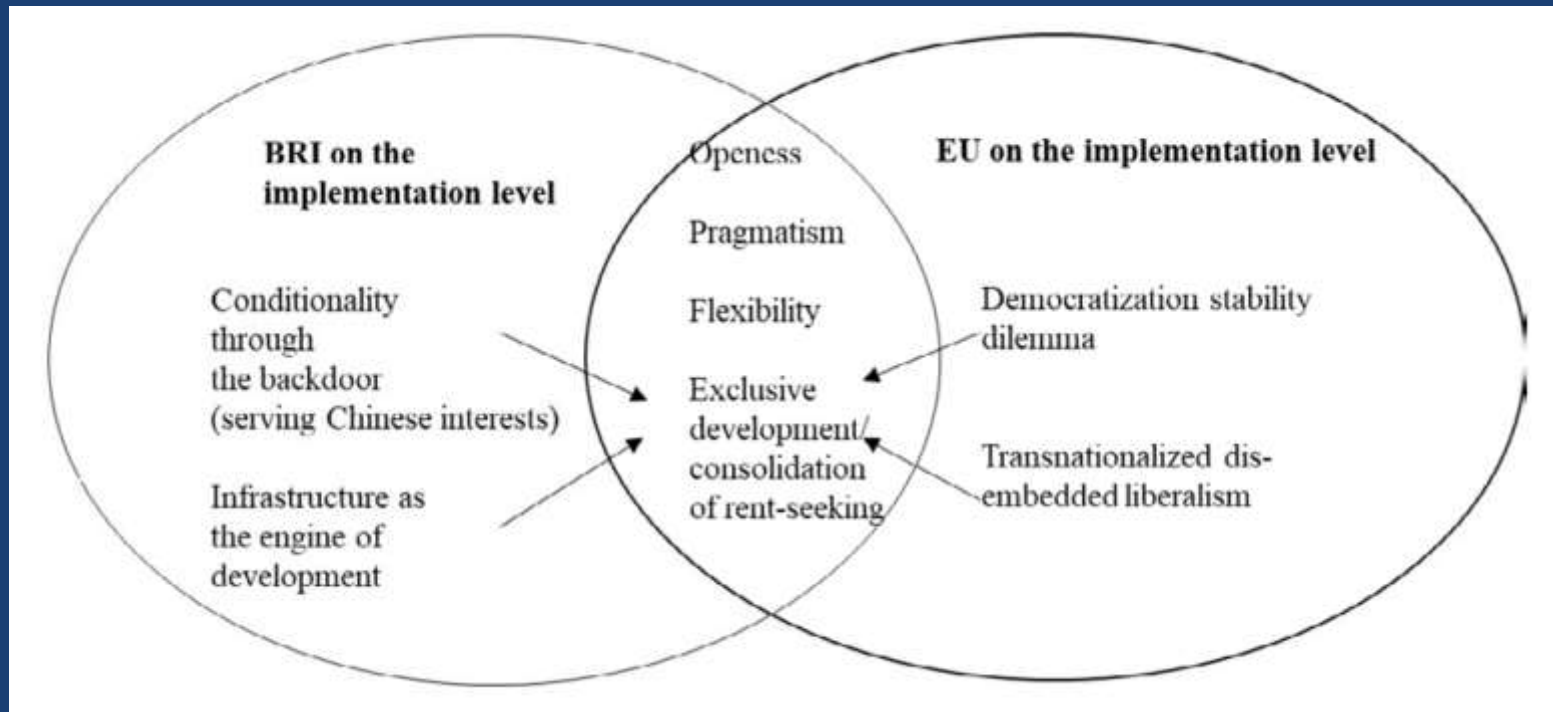 BRI on the
implementation level
Conditionality
through
the backdoor
(serving Chinese interests)
Infrastructure as
the engine of
development
Openess
Pragmatism
Flexibility
Exclusive
development/
consolidation
of rent-seeking
EU on the implementation level
Democratization stability
dilemma
Transnationalized dis-
embedded liberalism